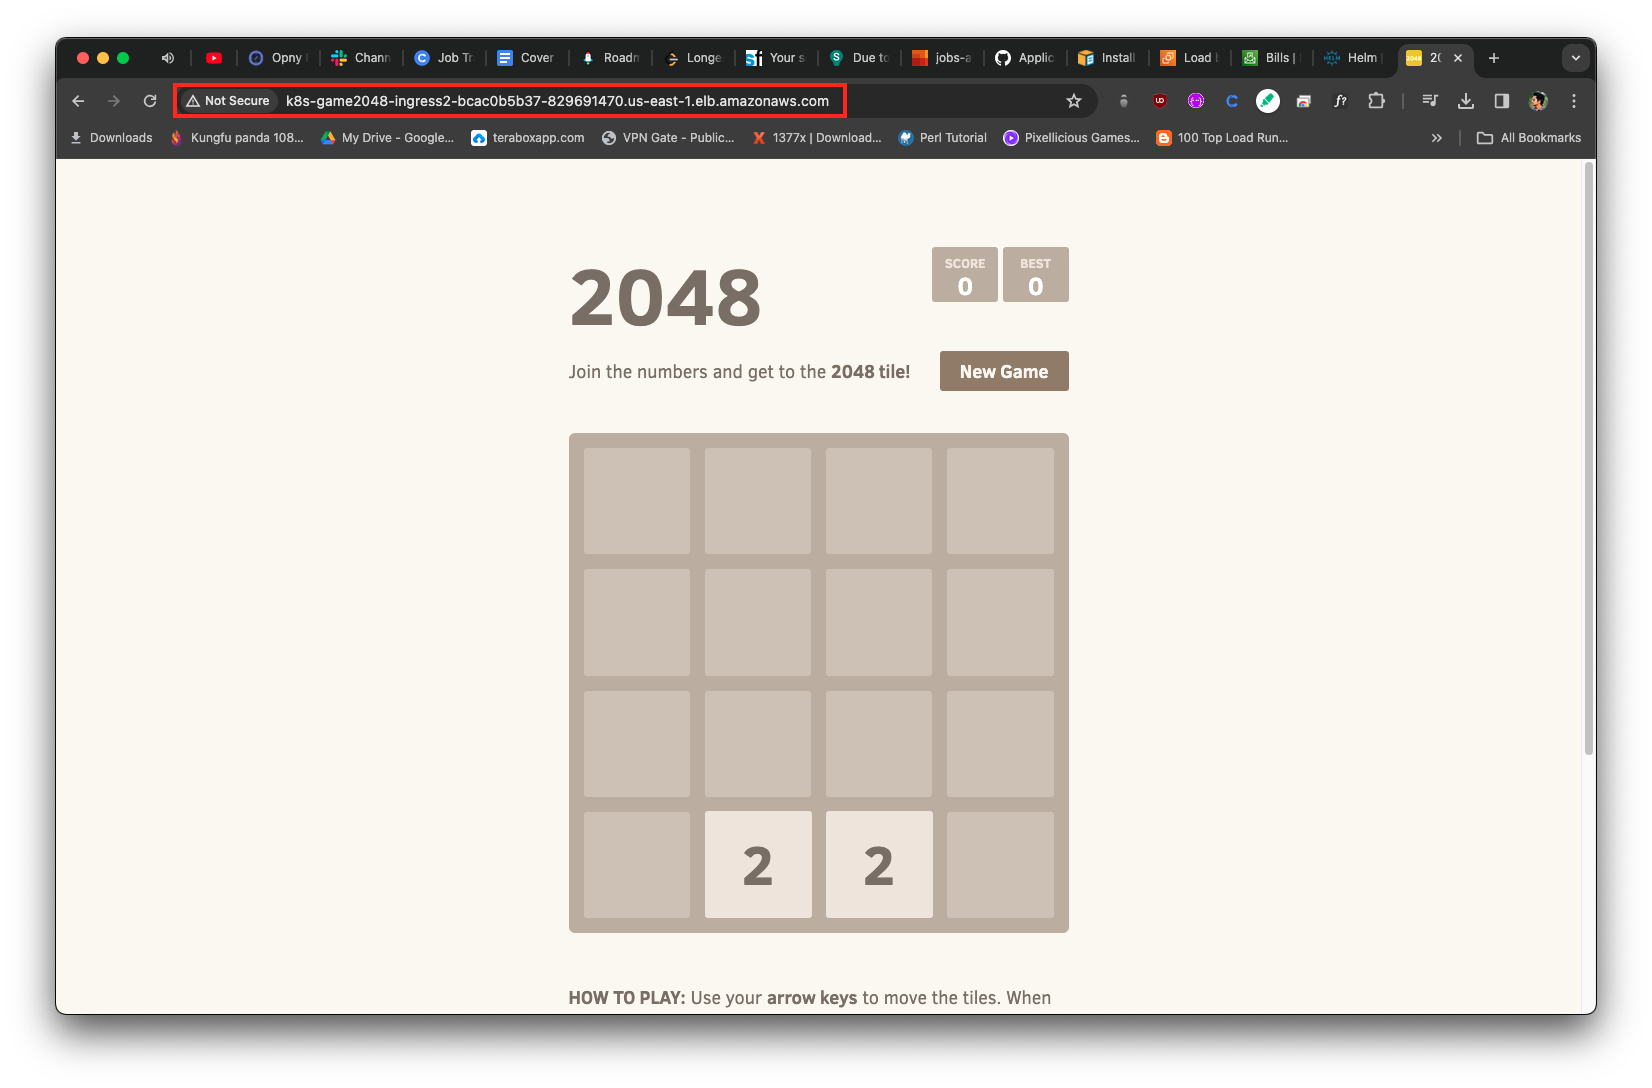 Opny
Chann
Job Tr
Cover
Roadm
Longe
Your s
Due to
jobs-a
Applic
Install
Load b
Bills |
Helm
20
Not Secure
k8s-game2048-ingress2-bcac0b5b37-829691470.us-east-1.elb.amazonaws.com
Downloads
Kungfu panda 108...
My Drive - Google...
teraboxapp.com
VPN Gate - Public...
1377x | Download...
Perl Tutorial
Pixellicious Games...
100 Top Load Run...
All Bookmarks
2048
SCORE
0
BEST
0
Join the numbers and get to the 2048 tile!
New Game
2 2
HOW TO PLAY: Use your arrow keys to move the tiles. When